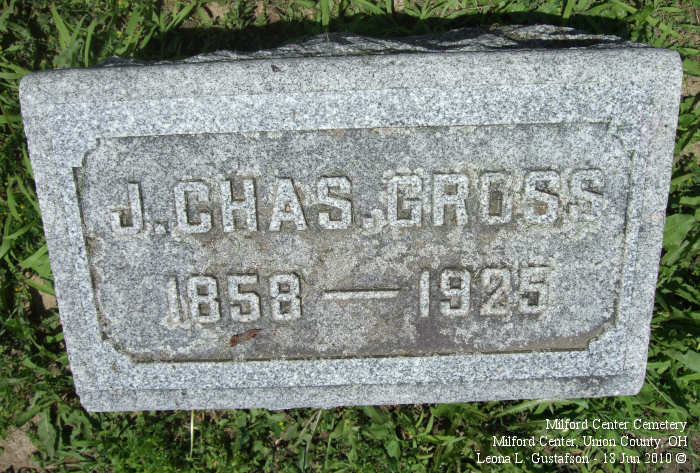 J. CHAS. GROSS
1858 — 1925
Milford Center Cemetery
Milford Center, Union County, OH
Leona L. Gustafson - 13 Jun 2010 ©